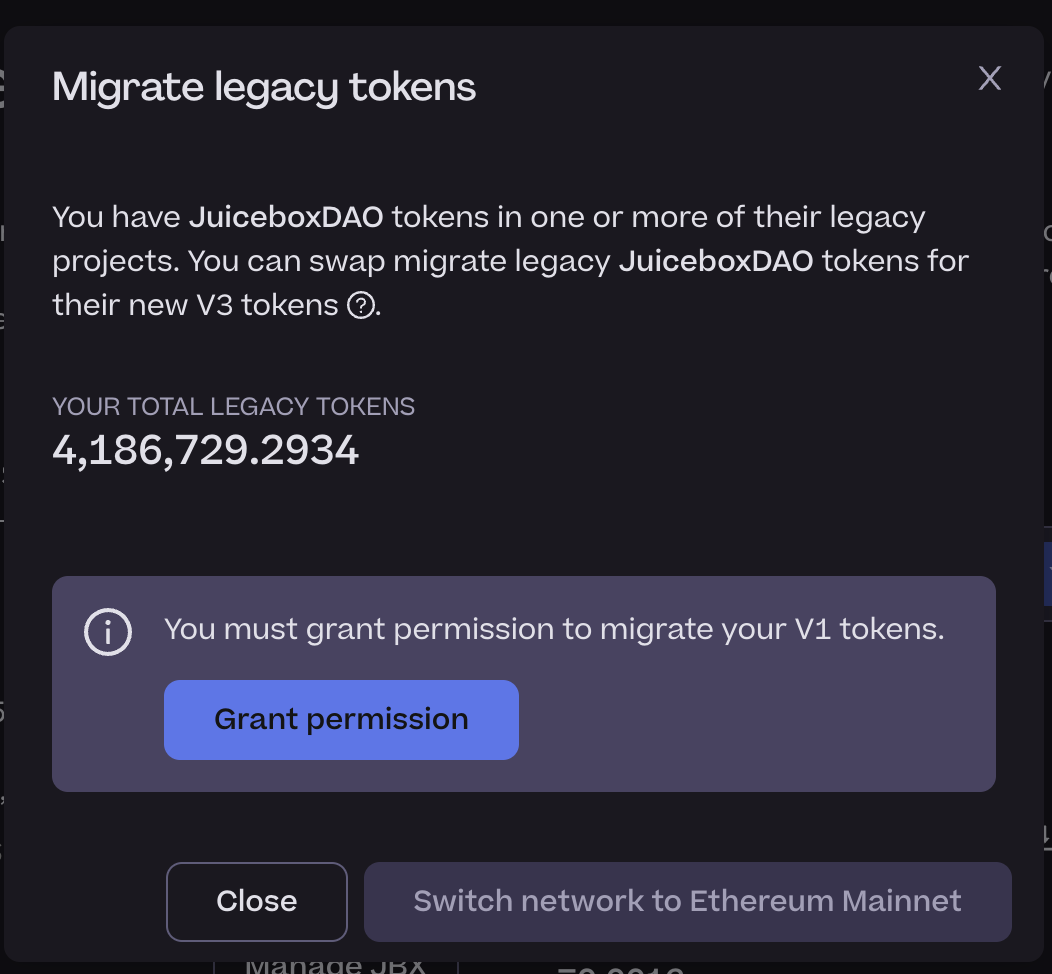 Migrate legacy tokens
You have JuiceboxDAO tokens in one or more of their legacy
projects. You can swap migrate legacy JuiceboxDAO tokens for
their new V3 tokens ?.
YOUR TOTAL LEGACY TOKENS
4,186,729.2934
You must grant permission to migrate your V1 tokens.
Grant permission
Close
Switch network to Ethereum Mainnet
Manage JBX